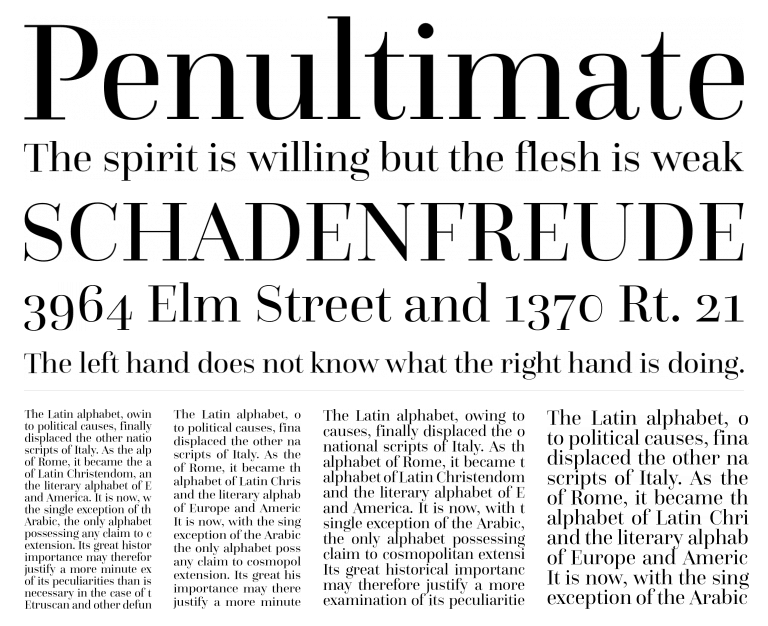 Penultimate
The spirit is willing but the flesh is weak
SCHADENFREUDE
3964 Elm Street and 1370 Rt. 21
The left hand does not know what the right hand is doing.
The Latin alphabet, owin
to political causes, finally
displaced the other natio
scripts of Italy. As the alp
of Rome, it became the a
of Latin Christendom, an
the literary alphabet of E
and America. It is now, w
the single exception of th
Arabic, the only alphabet
possessing any claim to c
extension. Its great histor
importance may therefor
justify a more minute ex
of its peculiarities than is
necessary in the case of t
Etruscan and other defun
The Latin alphabet, o
to political causes, fina
displaced the other na
scripts of Italy. As the
of Rome, it became th
alphabet of Latin Chris
and the literary alphab
of Europe and Americ
It is now, with the sing
exception of the Arabic
the only alphabet poss
any claim to cosmopol
extension. Its great his
importance may there
justify a more minute
The Latin alphabet, owing to
causes, finally displaced the o
national scripts of Italy. As th
alphabet of Rome, it became t
alphabet of Latin Christendom
and the literary alphabet of E
and America. It is now, with t
single exception of the Arabic,
the only alphabet possessing
claim to cosmopolitan extensi
Its great historical importanc
may therefore justify a more
examination of its peculiaritie
The Latin alphabet, o
to political causes, fina
displaced the other na
scripts of Italy. As the
of Rome, it became th
alphabet of Latin Chri
and the literary alphab
of Europe and Americ
It is now, with the sing
exception of the Arabic